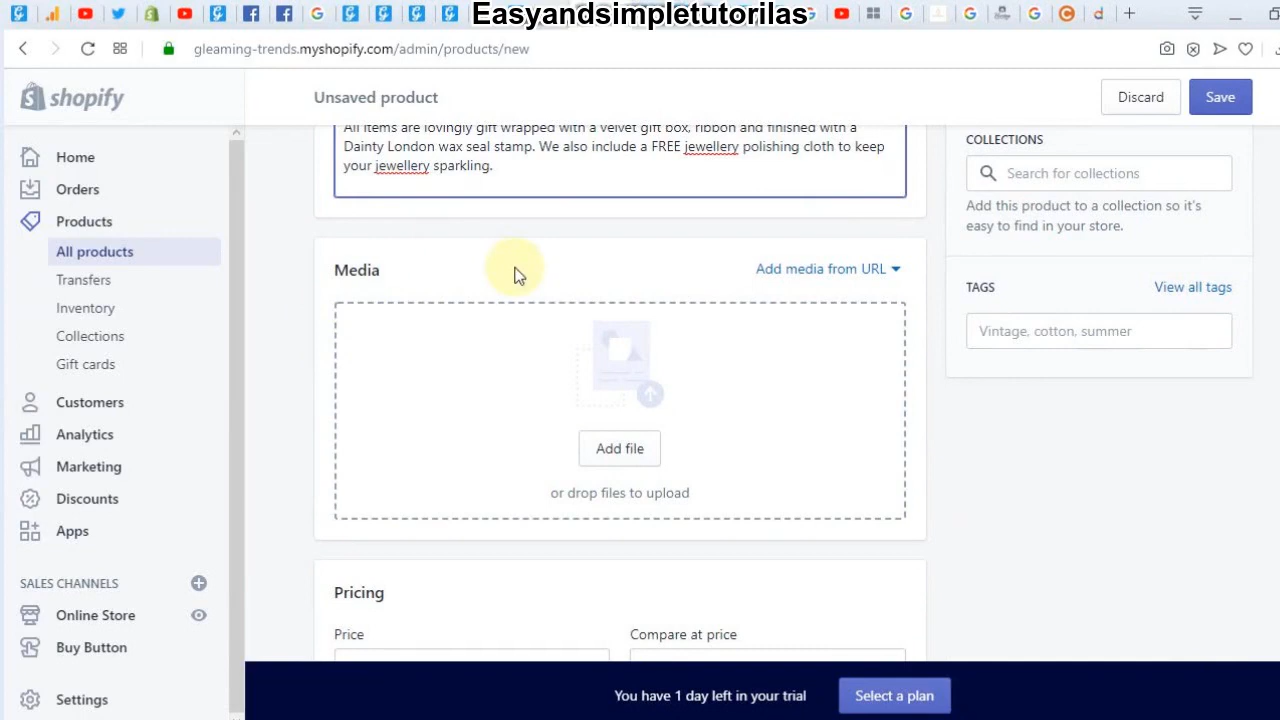 Easyandsimpletutorilas
gleaming-trends.myshopify.com/admin/products/new
shopify
Unsaved product
Discard
Save
Home
Orders
Products
All products
Transfers
Inventory
Collections
Gift cards
Customers
Analytics
Marketing
Discounts
Apps
SALES CHANNELS
Online Store
Buy Button
Settings
All items are lovingly gift wrapped with a velvet gift box, ribbon and finished with a
Dainty London wax seal stamp. We also include a FREE jewellery polishing cloth to keep
your jewellery sparkling.
Media
Add media from URL
Add file
or drop files to upload
Pricing
Price
Compare at price
COLLECTIONS
Search for collections
Add this product to a collection so it's
easy to find in your store.
TAGS
View all tags
Vintage, cotton, summer
You have 1 day left in your trial
Select a plan